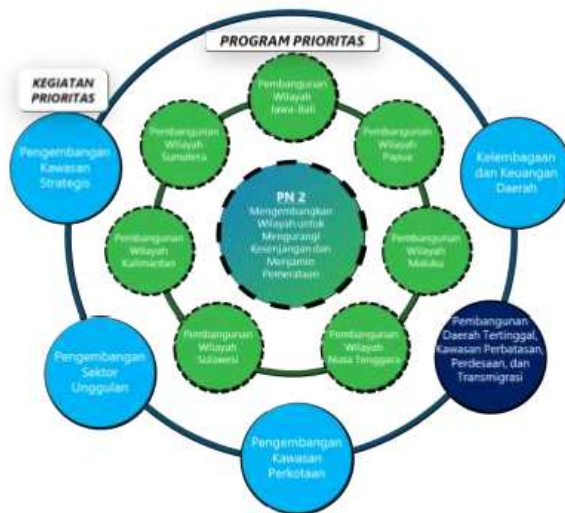 PROGRAM PRIORITAS
KEGIATAN
PRIORITAS
Pembangunan
Wilayah
Jawa-Bali
Pembangunan
Wilayah
Sumatera
Pembangunan
Wilayah
Papua
Pengembangan
Kawasan
Strategis
Kelembagaan
dan Keuangan
Daerah
PN 2
Mengembangkan
Wilayah untuk
Mengurangi
Kesenjangan dan
Menjamin
Pemerataan
Pembangunan
Wilayah
Kalimantan
Pembangunan
Wilayah
Maluku
Pembangunan
Wilayah
Sulawesi
Pembangunan
Wilayah
Nusa Tenggara
Pengembangan
Sektor
Unggulan
Pembangunan
Daerah Tertinggal,
Kawasan Perbatasan,
Perdesaan, dan
Transmigrasi
Pengembangan
Kawasan
Perkotaan